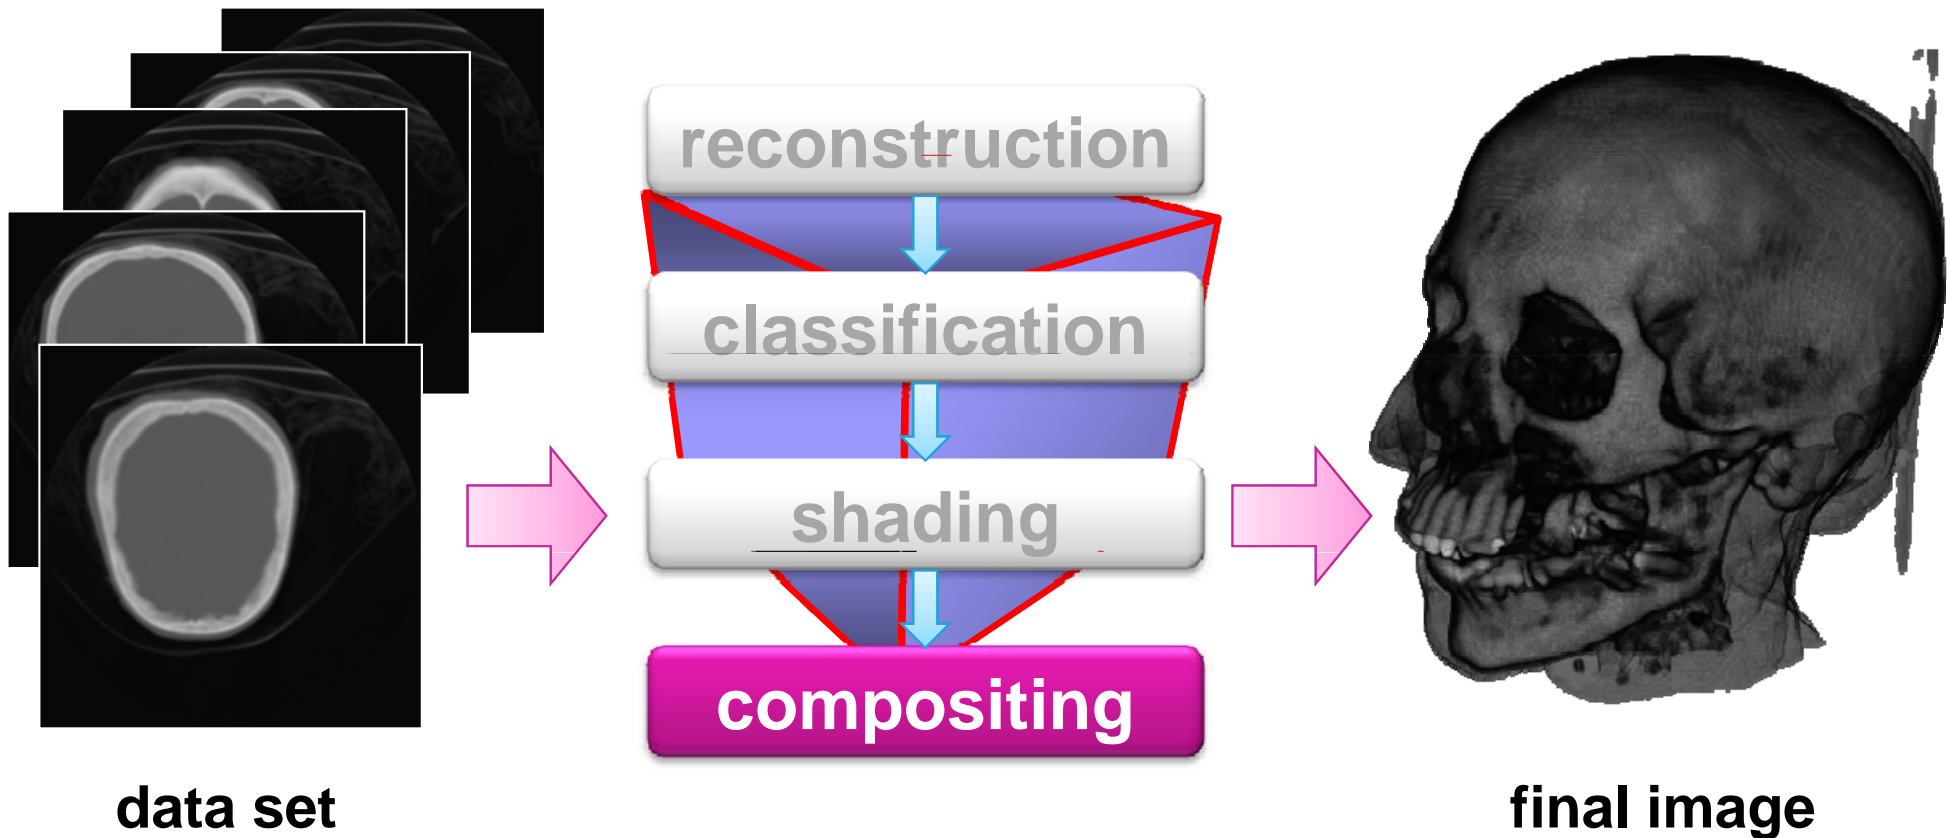 reconstruction
classification
shading
compositing
data set
final image